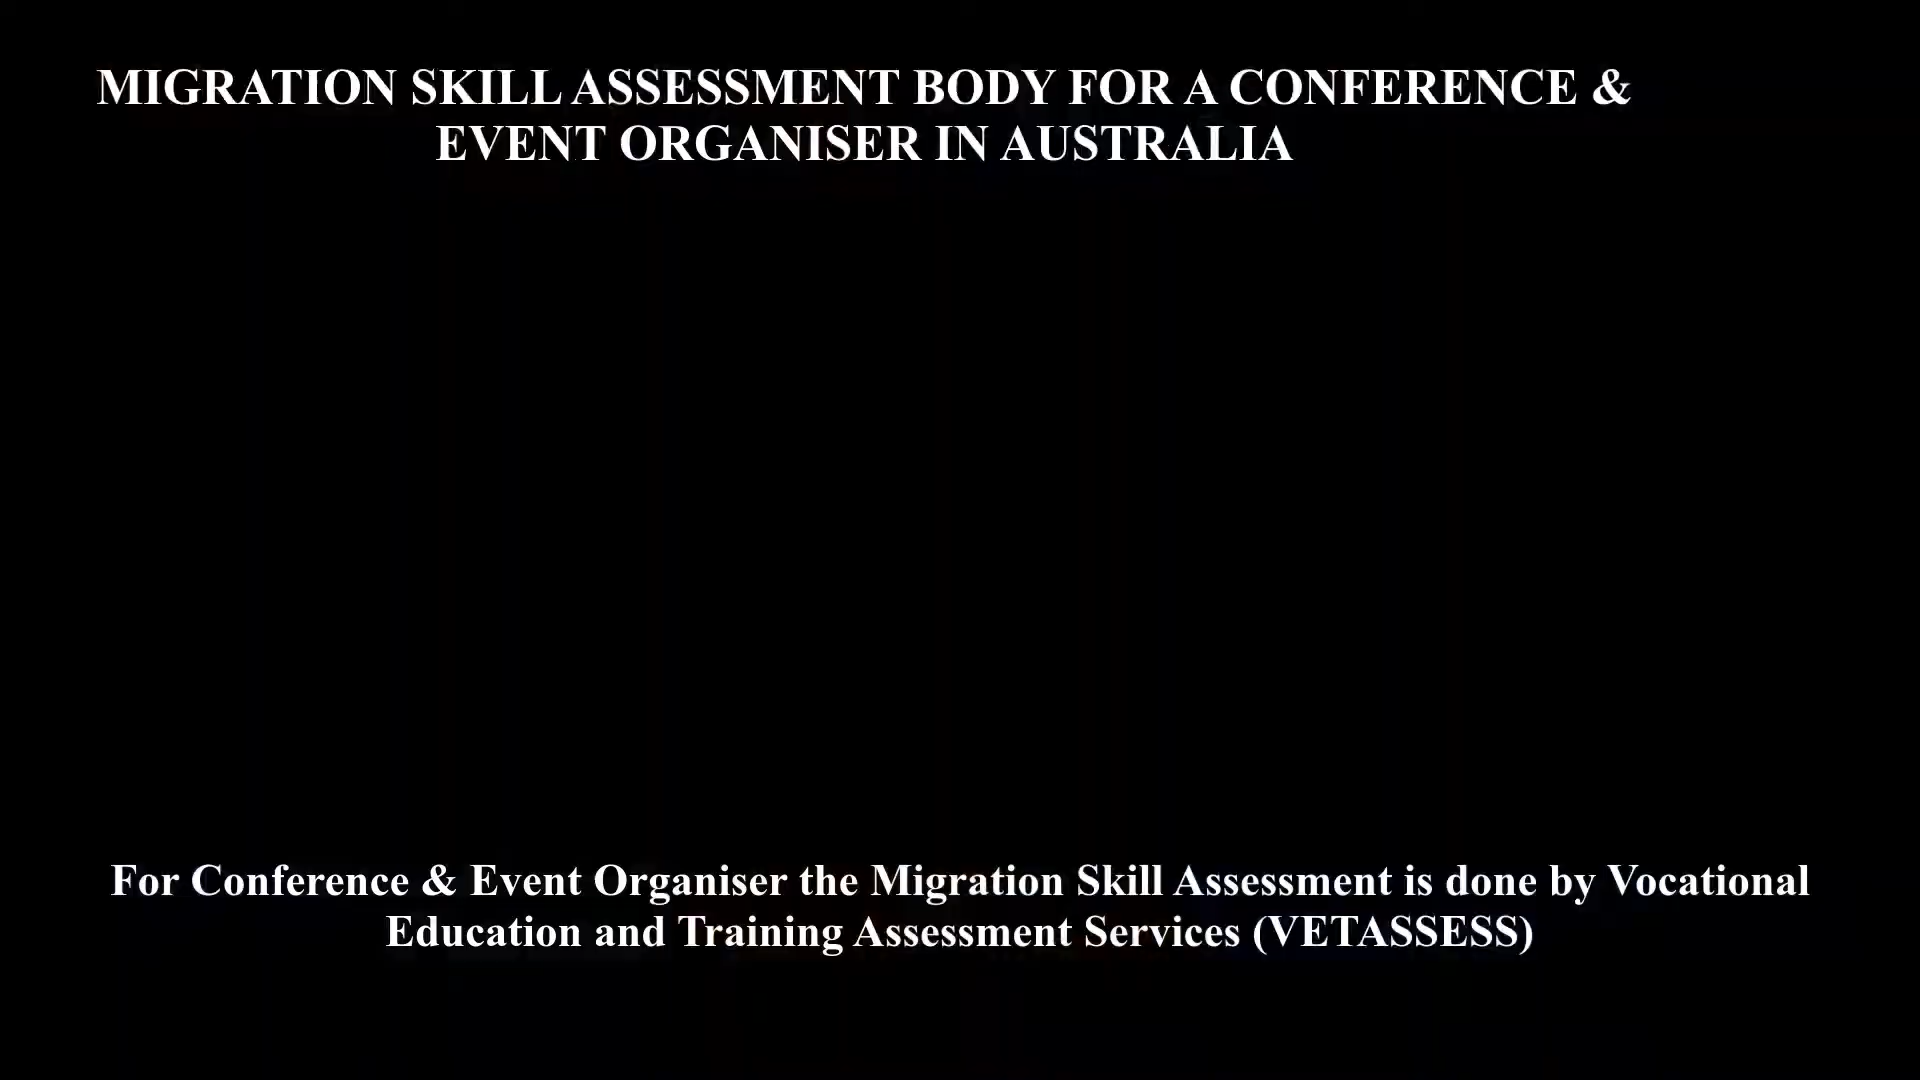 MIGRATION SKILL ASSESSMENT BODY FOR A CONFERENCE &
EVENT ORGANISER IN AUSTRALIA
For Conference & Event Organiser the Migration Skill Assessment is done by Vocational
Education and Training Assessment Services (VETASSESS)